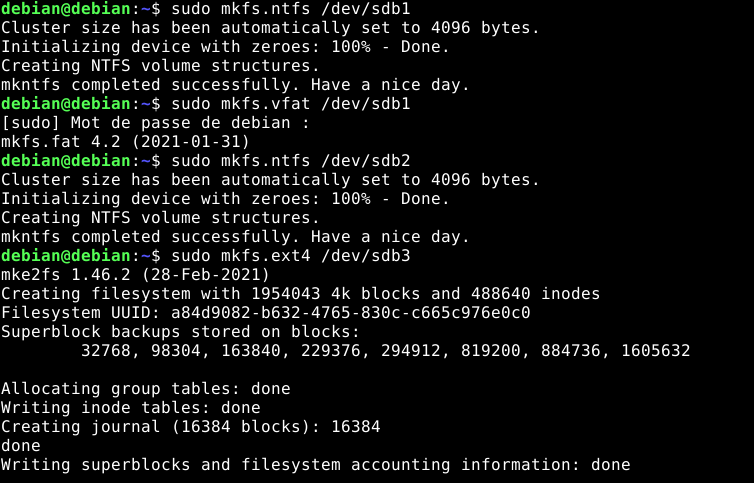 debian@debian:~$ sudo mkfs.ntfs /dev/sdb1
Cluster size has been automatically set to 4096 bytes.
Initializing device with zeroes: 100% - Done.
Creating NTFS volume structures.
mkntfs completed successfully. Have a nice day.
debian@debian:~$ sudo mkfs.vfat /dev/sdb1
[sudo] Mot de passe de debian :
mkfs.fat 4.2 (2021-01-31)
debian@debian:~$ sudo mkfs.ntfs /dev/sdb2
Cluster size has been automatically set to 4096 bytes.
Initializing device with zeroes: 100% - Done.
Creating NTFS volume structures.
mkntfs completed successfully. Have a nice day.
debian@debian:~$ sudo mkfs.ext4 /dev/sdb3
mke2fs 1.46.2 (28-Feb-2021)
Creating filesystem with 1954043 4k blocks and 488640 inodes
Filesystem UUID: a84d9082-b632-4765-830c-c665c976e0c0
Superblock backups stored on blocks:
        32768, 98304, 163840, 229376, 294912, 819200, 884736, 1605632

Allocating group tables: done
Writing inode tables: done
Creating journal (16384 blocks): 16384
done
Writing superblocks and filesystem accounting information: done